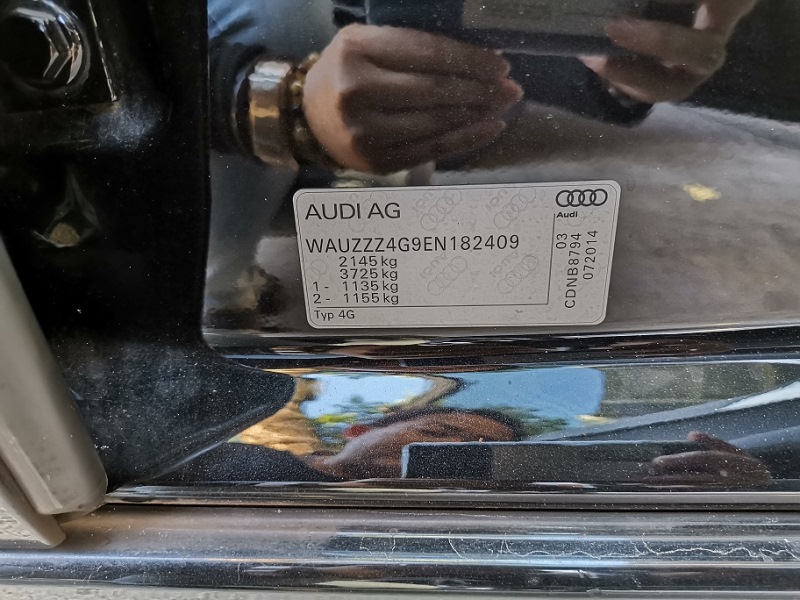 AUDI AG
Audi
WAUZZZ4G9EN182409
2145 kg
3725 kg
1 - 1135 kg
2 - 1155 kg
Typ 4G
CDNB8794 03
072014